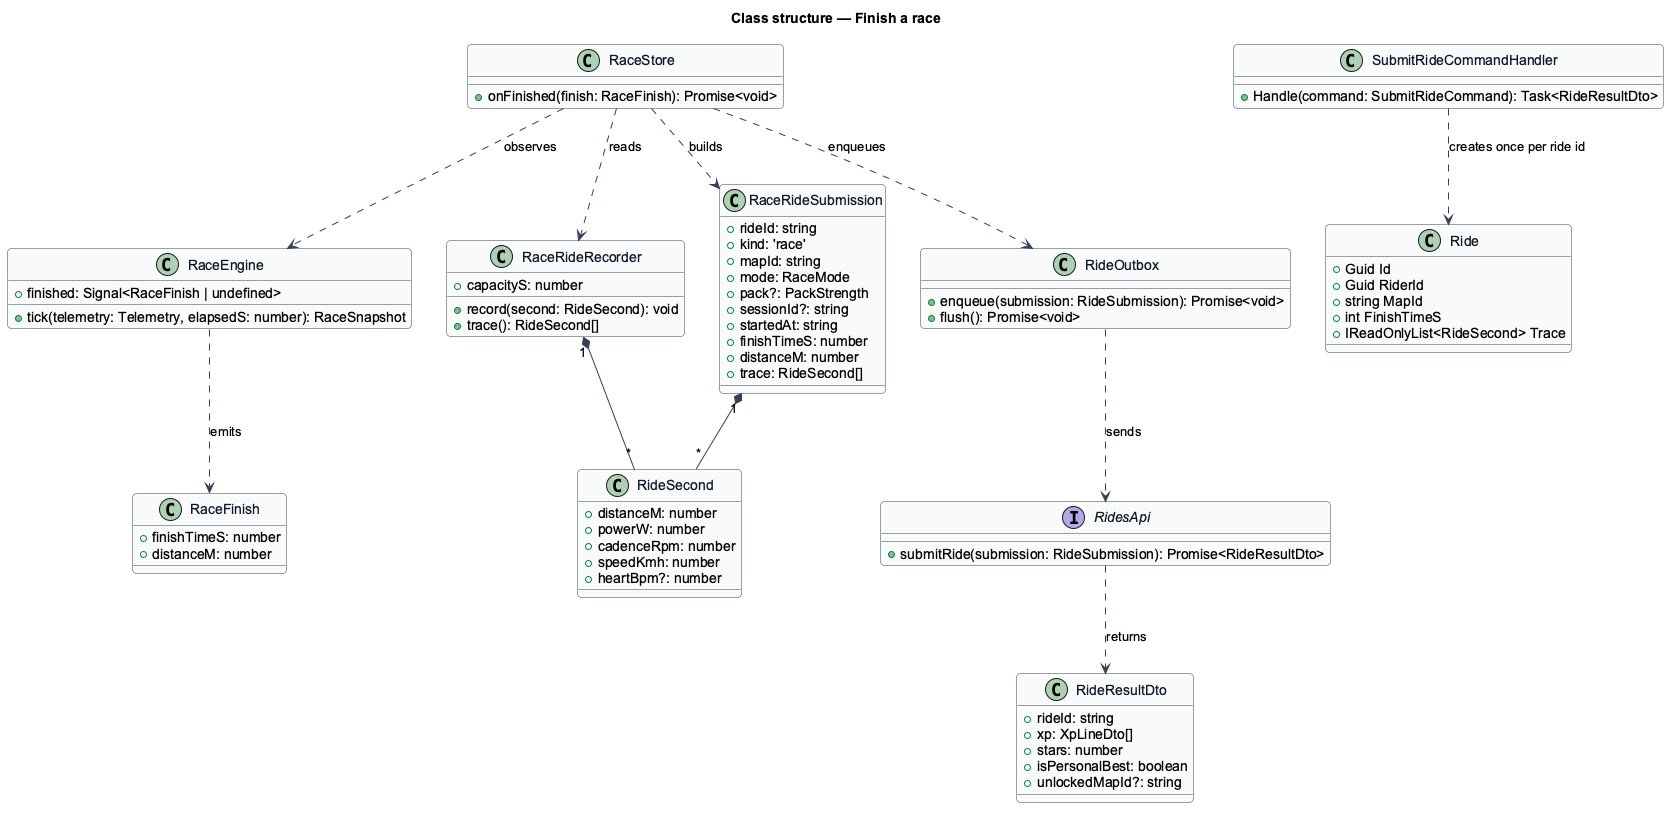 Class structure — Finish a race
C RaceStore
onFinished(finish: RaceFinish): Promise<void>
C SubmitRideCommandHandler
Handle(command: SubmitRideCommand): Task<RideResultDto>
observes
reads
builds
enqueues
creates once per ride id
C RaceEngine
finished: Signal<RaceFinish | undefined>
tick(telemetry: Telemetry, elapsedS: number): RaceSnapshot
C RaceRideRecorder
capacityS: number
record(second: RideSecond): void
trace(): RideSecond[]
1
C RaceRideSubmission
rideId: string
kind: 'race'
mapId: string
mode: RaceMode
pack?: PackStrength
sessionId?: string
startedAt: string
finishTimeS: number
distanceM: number
trace: RideSecond[]
1
C RideOutbox
enqueue(submission: RideSubmission): Promise<void>
flush(): Promise<void>
C Ride
Guid Id
Guid RiderId
string MapId
int FinishTimeS
IReadOnlyList<RideSecond> Trace
emits
*
*
sends
C RaceFinish
finishTimeS: number
distanceM: number
C RideSecond
distanceM: number
powerW: number
cadenceRpm: number
speedKmh: number
heartBpm?: number
I RidesApi
submitRide(submission: RideSubmission): Promise<RideResultDto>
returns
C RideResultDto
rideId: string
xp: XpLineDto[]
stars: number
isPersonalBest: boolean
unlockedMapId?: string